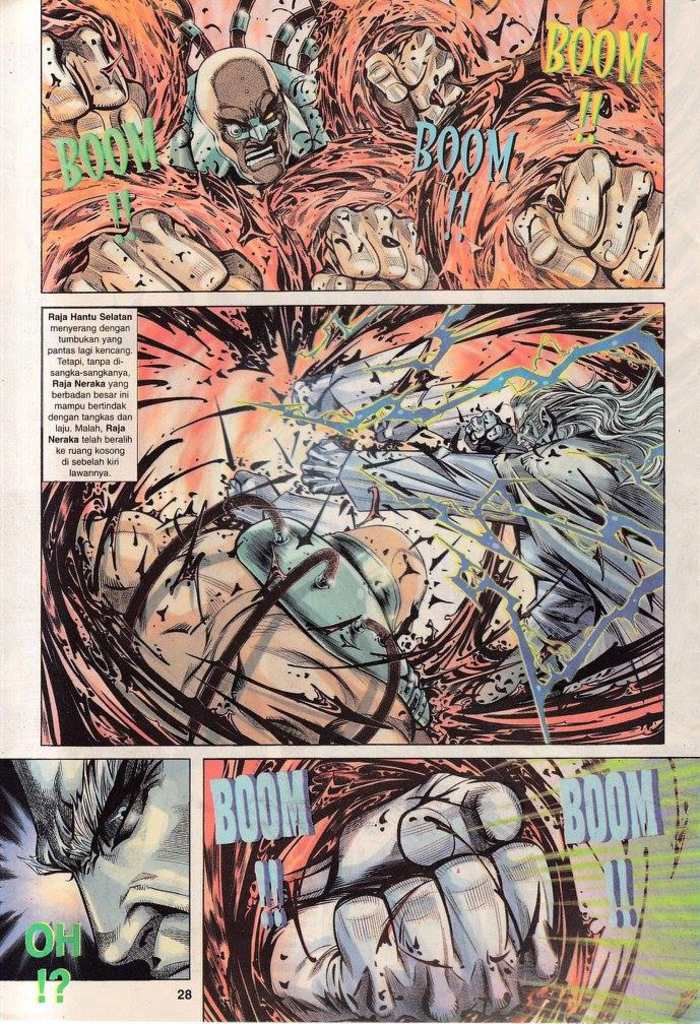 BOOM
!!
BOOM
!!
BOOM
!!
Raja Hantu Selatan
menyerang dengan
tumbukan yang
pantas lagi kencang.
Tetapi, tanpa di-
sangka-sangkanya,
Raja Neraka yang
berbadan besar ini
mampu bertindak
dengan tangkas dan
laju. Malah, Raja
Neraka telah beralih
ke ruang kosong
di sebelah kiri
lawannya.
OH
!?
28
BOOM
!!
BOOM
!!